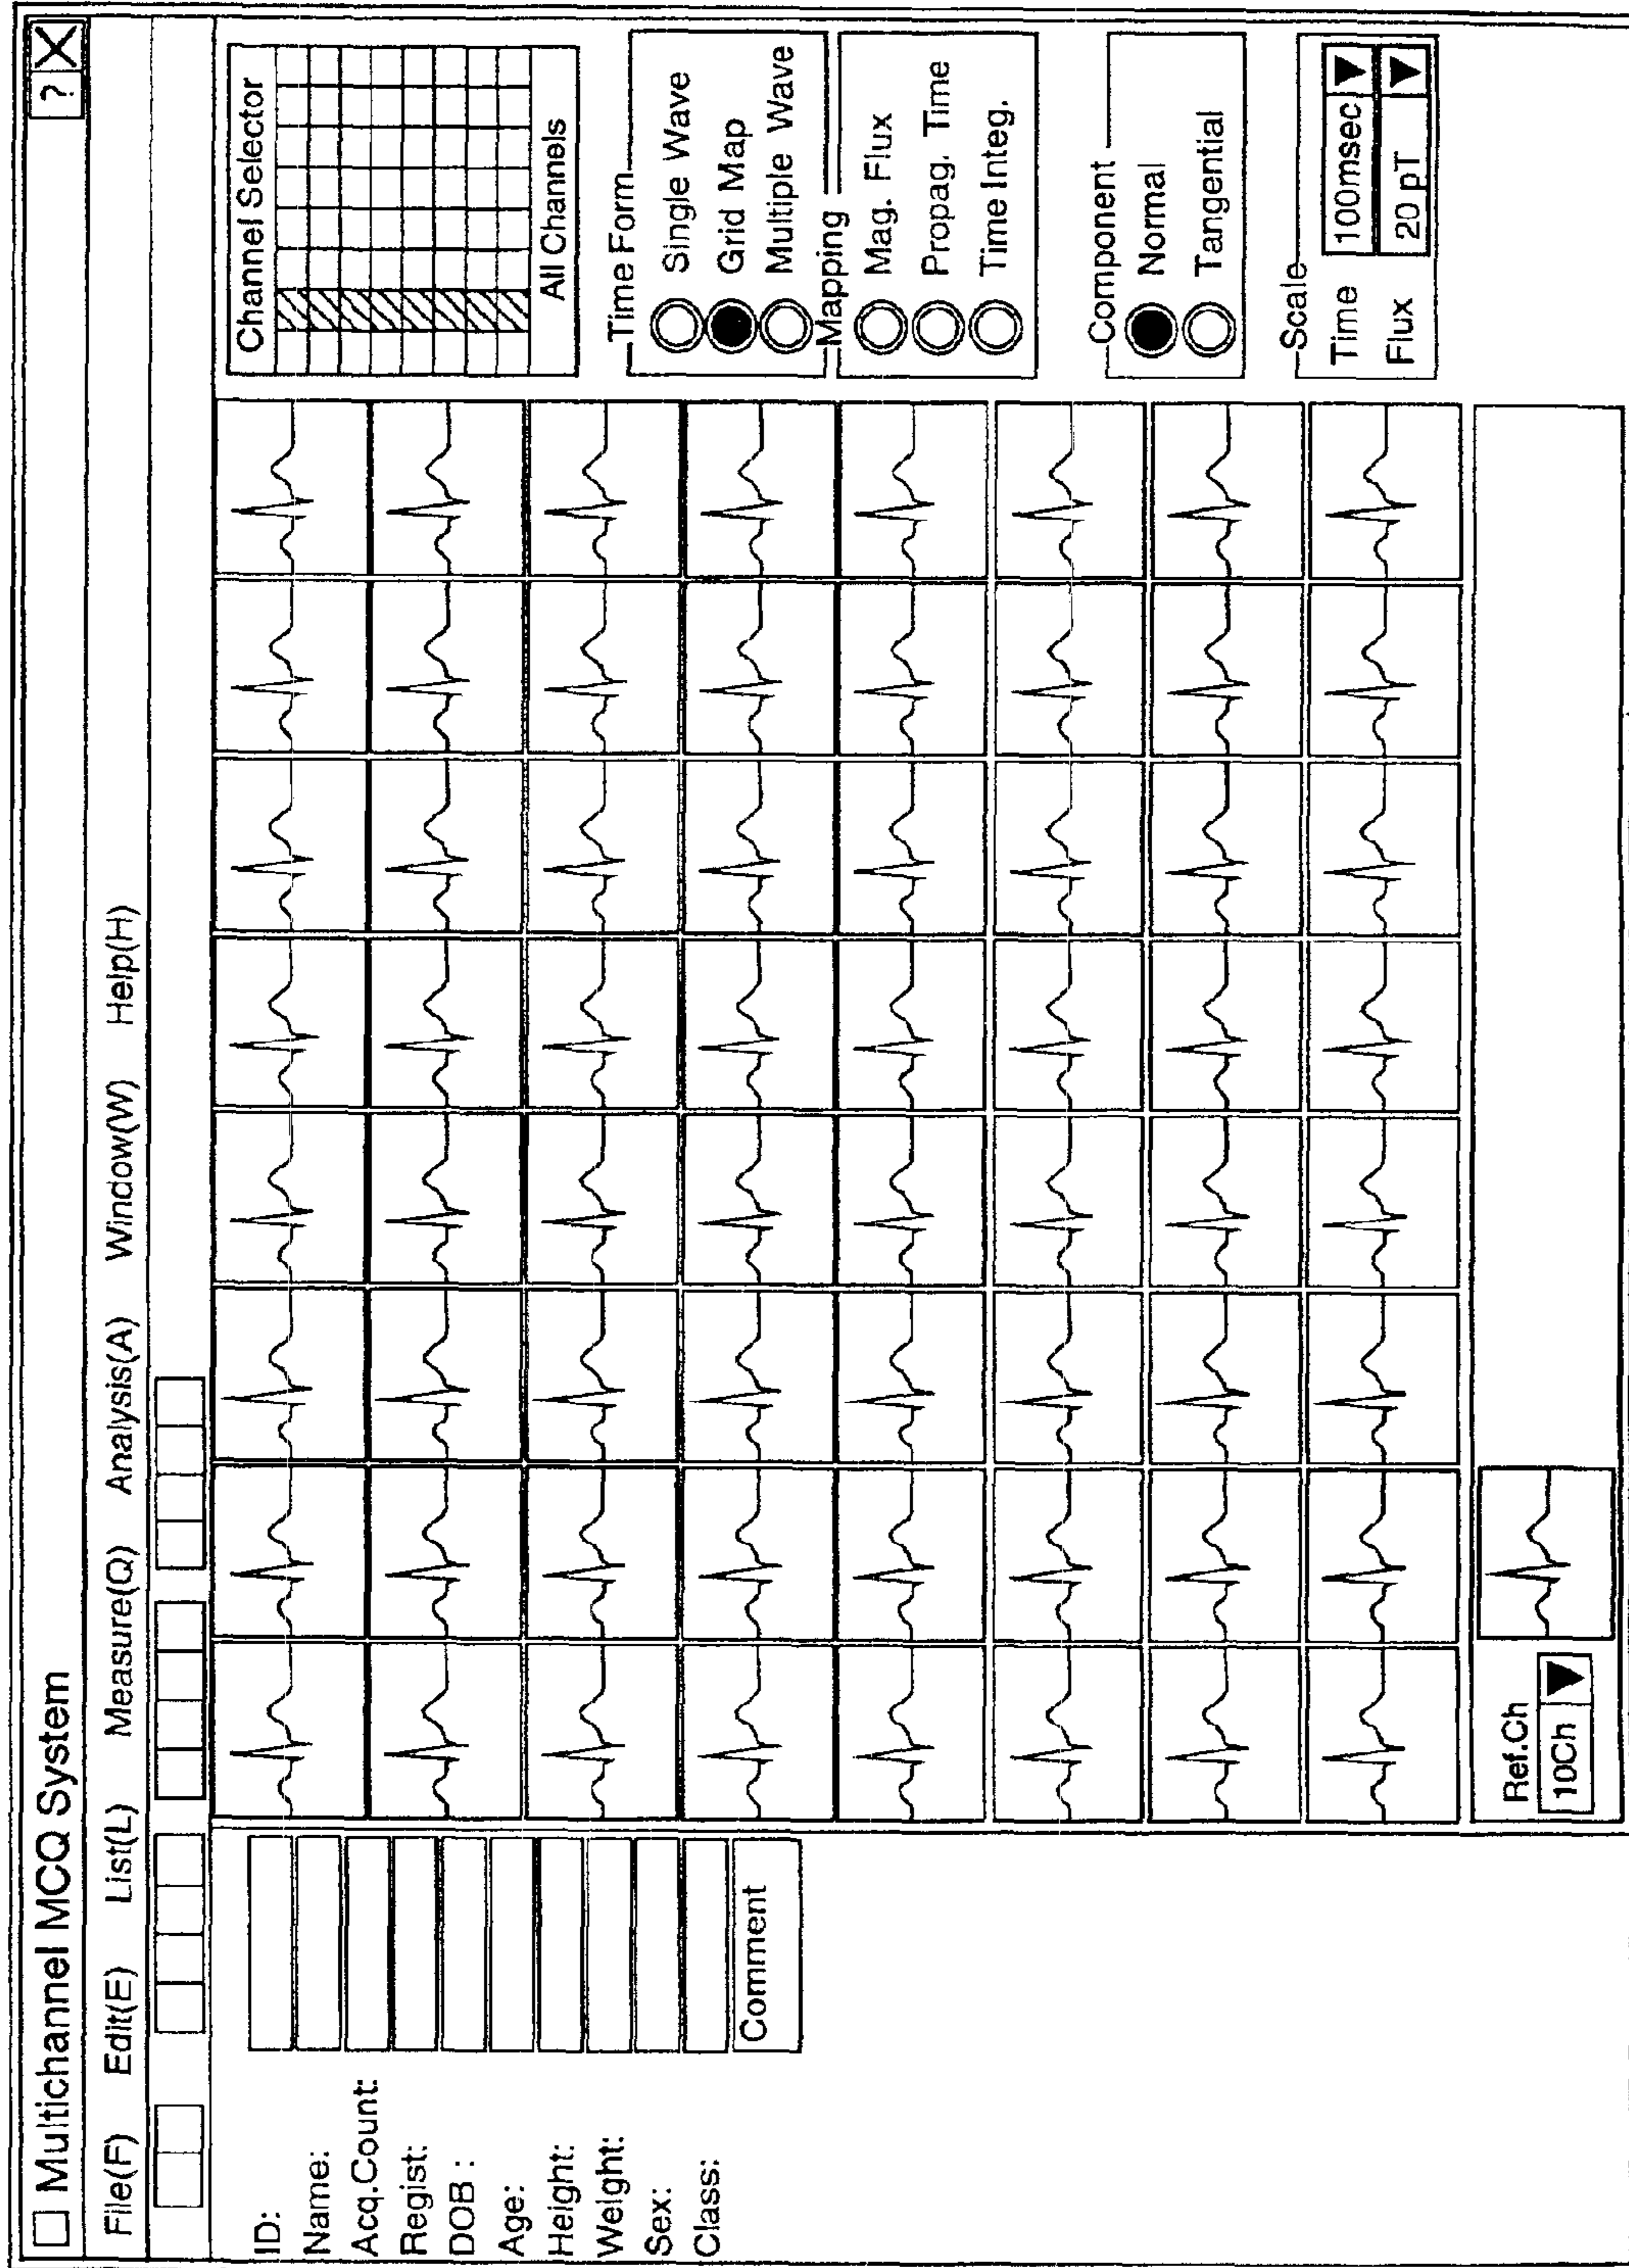 Multichannel MCQ System
? X
File(F) Edit(E) List(L) Measure(Q) Analysis(A) Window(W) Help(H)
ID:
Name:
Acq.Count:
Regist:
DOB :
Age:
Height:
Weight:
Sex:
Class:
Comment
Channel Selector
All Channels
Time Form
Single Wave
Grid Map
Multiple Wave
Mapping
Mag. Flux
Propag. Time
Time Integ.
Component
Normal
Tangential
Scale
Time 100msec
Flux 20 pT
Ref.Ch
10Ch